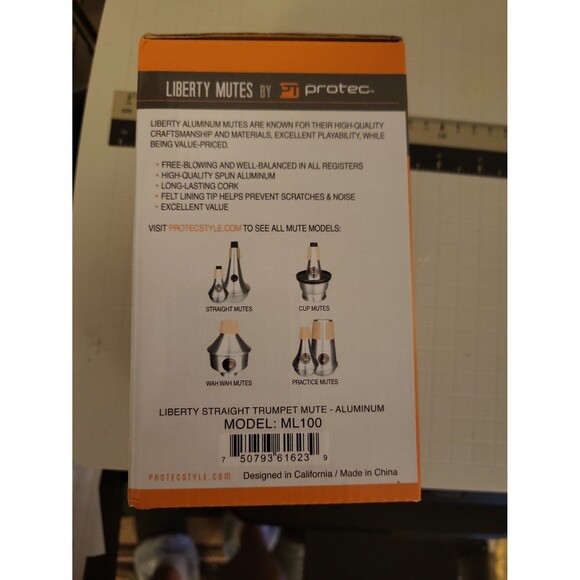 LIBERTY MUTES BY PT protec™
LIBERTY ALUMINUM MUTES ARE KNOWN FOR THEIR HIGH-QUALITY
CRAFTSMANSHIP AND MATERIALS, EXCELLENT PLAYABILITY, WHILE
BEING VALUE-PRICED.
• FREE-BLOWING AND WELL-BALANCED IN ALL REGISTERS
• HIGH-QUALITY SPUN ALUMINUM
• LONG-LASTING CORK
• FELT LINING TIP HELPS PREVENT SCRATCHES & NOISE
• EXCELLENT VALUE
VISIT PROTECSTYLE.COM TO SEE ALL MUTE MODELS:
STRAIGHT MUTES
CUP MUTES
WAH WAH MUTES
PRACTICE MUTES
LIBERTY STRAIGHT TRUMPET MUTE - ALUMINUM
MODEL: ML100
7 50793 61623 9
PROTECSTYLE.COM
Designed in California / Made in China